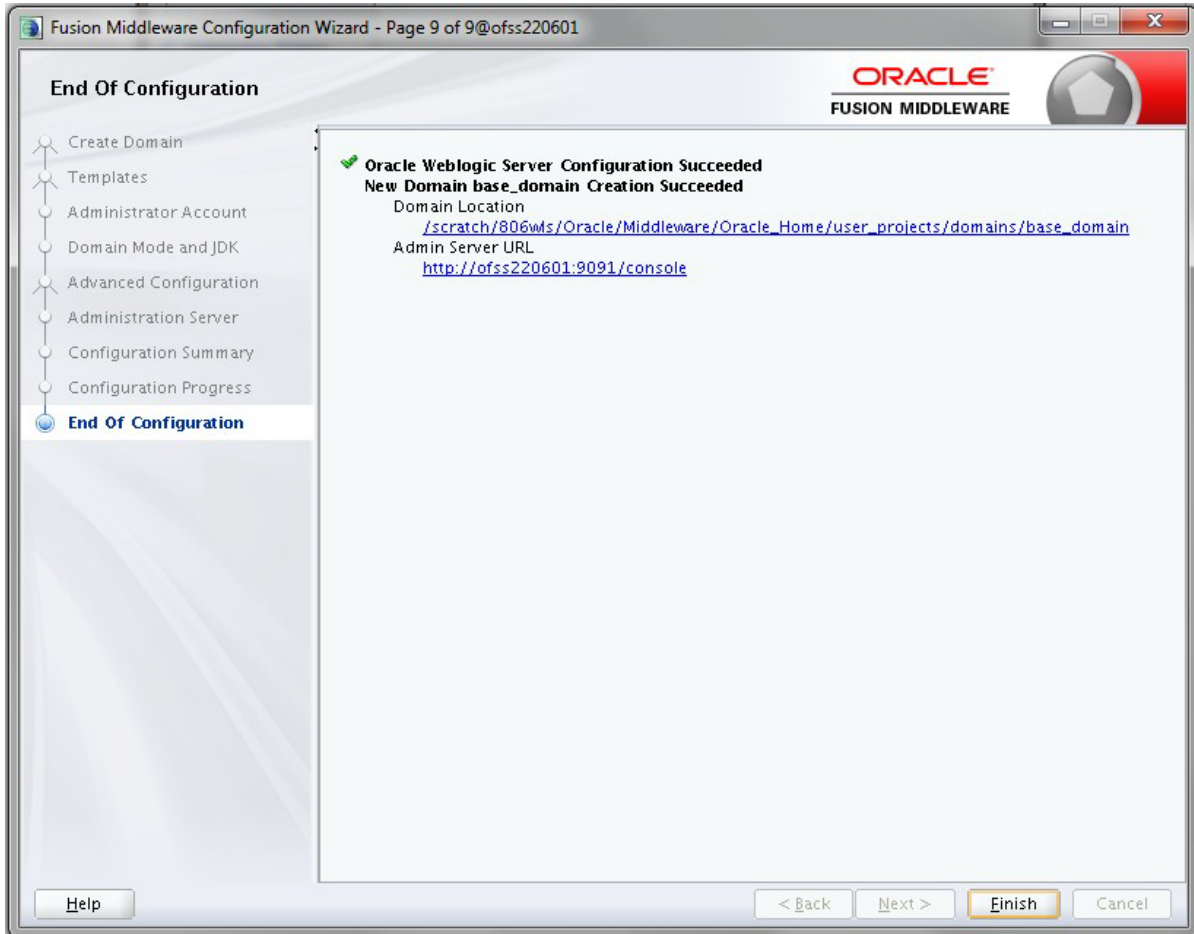 Fusion Middleware Configuration Wizard - Page 9 of 9@ofss220601
End Of Configuration
ORACLE
FUSION MIDDLEWARE
Create Domain
Templates
Administrator Account
Domain Mode and JDK
Advanced Configuration
Administration Server
Configuration Summary
Configuration Progress
End Of Configuration
Oracle Weblogic Server Configuration Succeeded
New Domain base_domain Creation Succeeded
Domain Location
/scratch/806wls/Oracle/Middleware/Oracle_Home/user_projects/domains/base_domain
Admin Server URL
http://ofss220601:9091/console
Help
< Back
Next >
Finish
Cancel